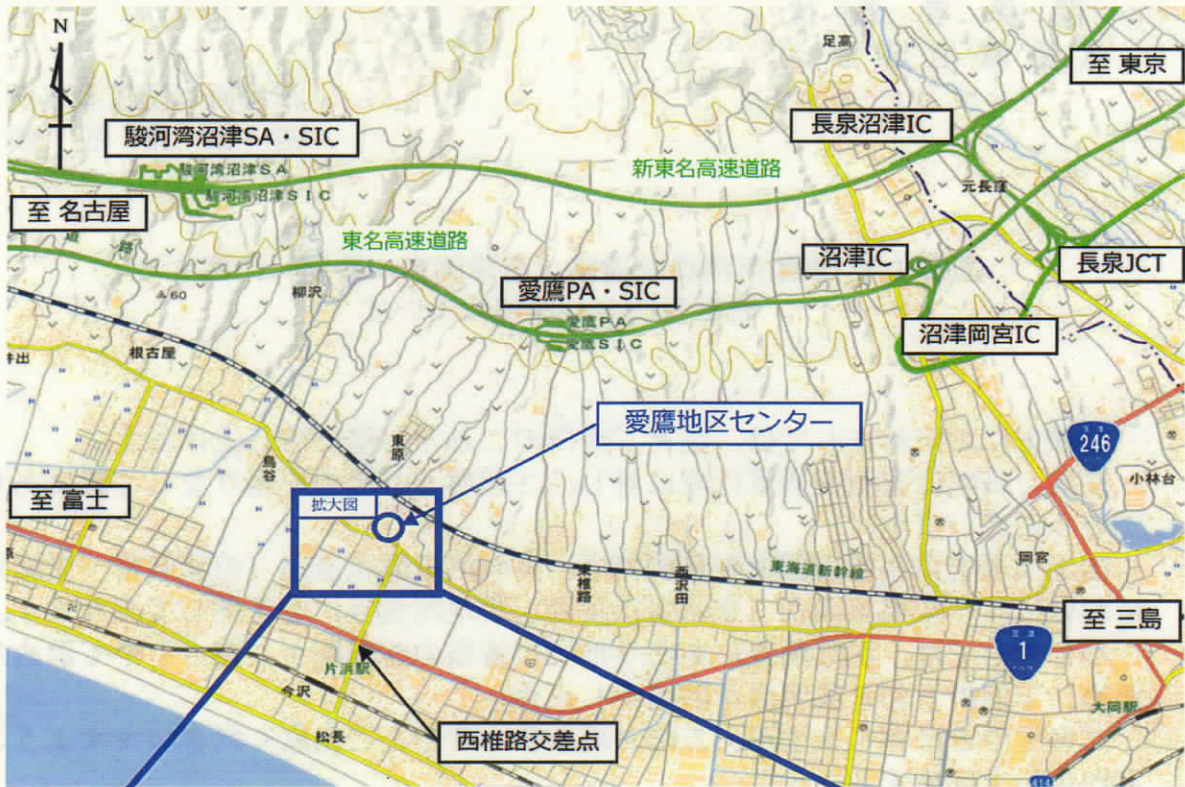 N
足高
至 東京
駿河湾沼津SA・SIC
長泉沼津IC
新東名高速道路
駿河湾沼津SA
駿河湾沼津SIC
元長窪
至 名古屋
道路
東名高速道路
沼津IC
長泉JCT
柳沢
60
愛鷹PA・SIC
愛鷹PA
愛鷹SIC
沼津岡宮IC
井出
根古屋
愛鷹地区センター
東原
鳥谷
246
小林台
至 富士
拡大図
岡宮
東海道新幹線
東椎路
西沢田
至 三島
1
片浜駅
今沢
松長
西椎路交差点
大岡駅
414